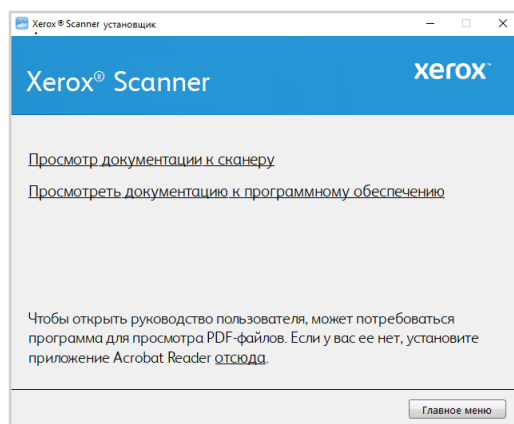 Xerox ® Scanner установщик
Xerox® Scanner
xerox™
Просмотр документации к сканеру
Просмотреть документацию к программному обеспечению
Чтобы открыть руководство пользователя, может потребоваться
программа для просмотра PDF-файлов. Если у вас ее нет, установите
приложение Acrobat Reader отсюда.
Главное меню